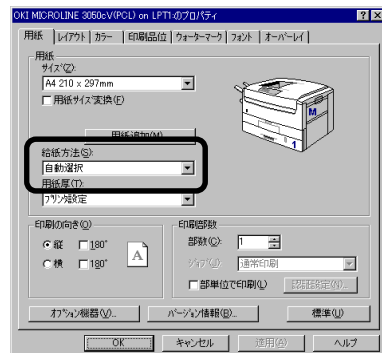 OKI MICROLINE 3050cV(PCL) on LPT1:のプロパティ
用紙 レイアウト カラー 印刷品位 ウォーターマーク フォント オーバーレイ
用紙
サイズ(Z):
A4 210 x 297mm
用紙サイズ変換(F)
用紙追加(M)
給紙方法(S):
自動選択
用紙厚(T):
プリンタ設定
M
1
印刷の向き(O)
縦 180°
横 180°
A
印刷部数
部数(C): 1
ジョブ(J) 通常印刷
部単位で印刷(L)
オプション機器(V)... バージョン情報(B)... 標準(U)
OK キャンセル 適用(A) ヘルプ